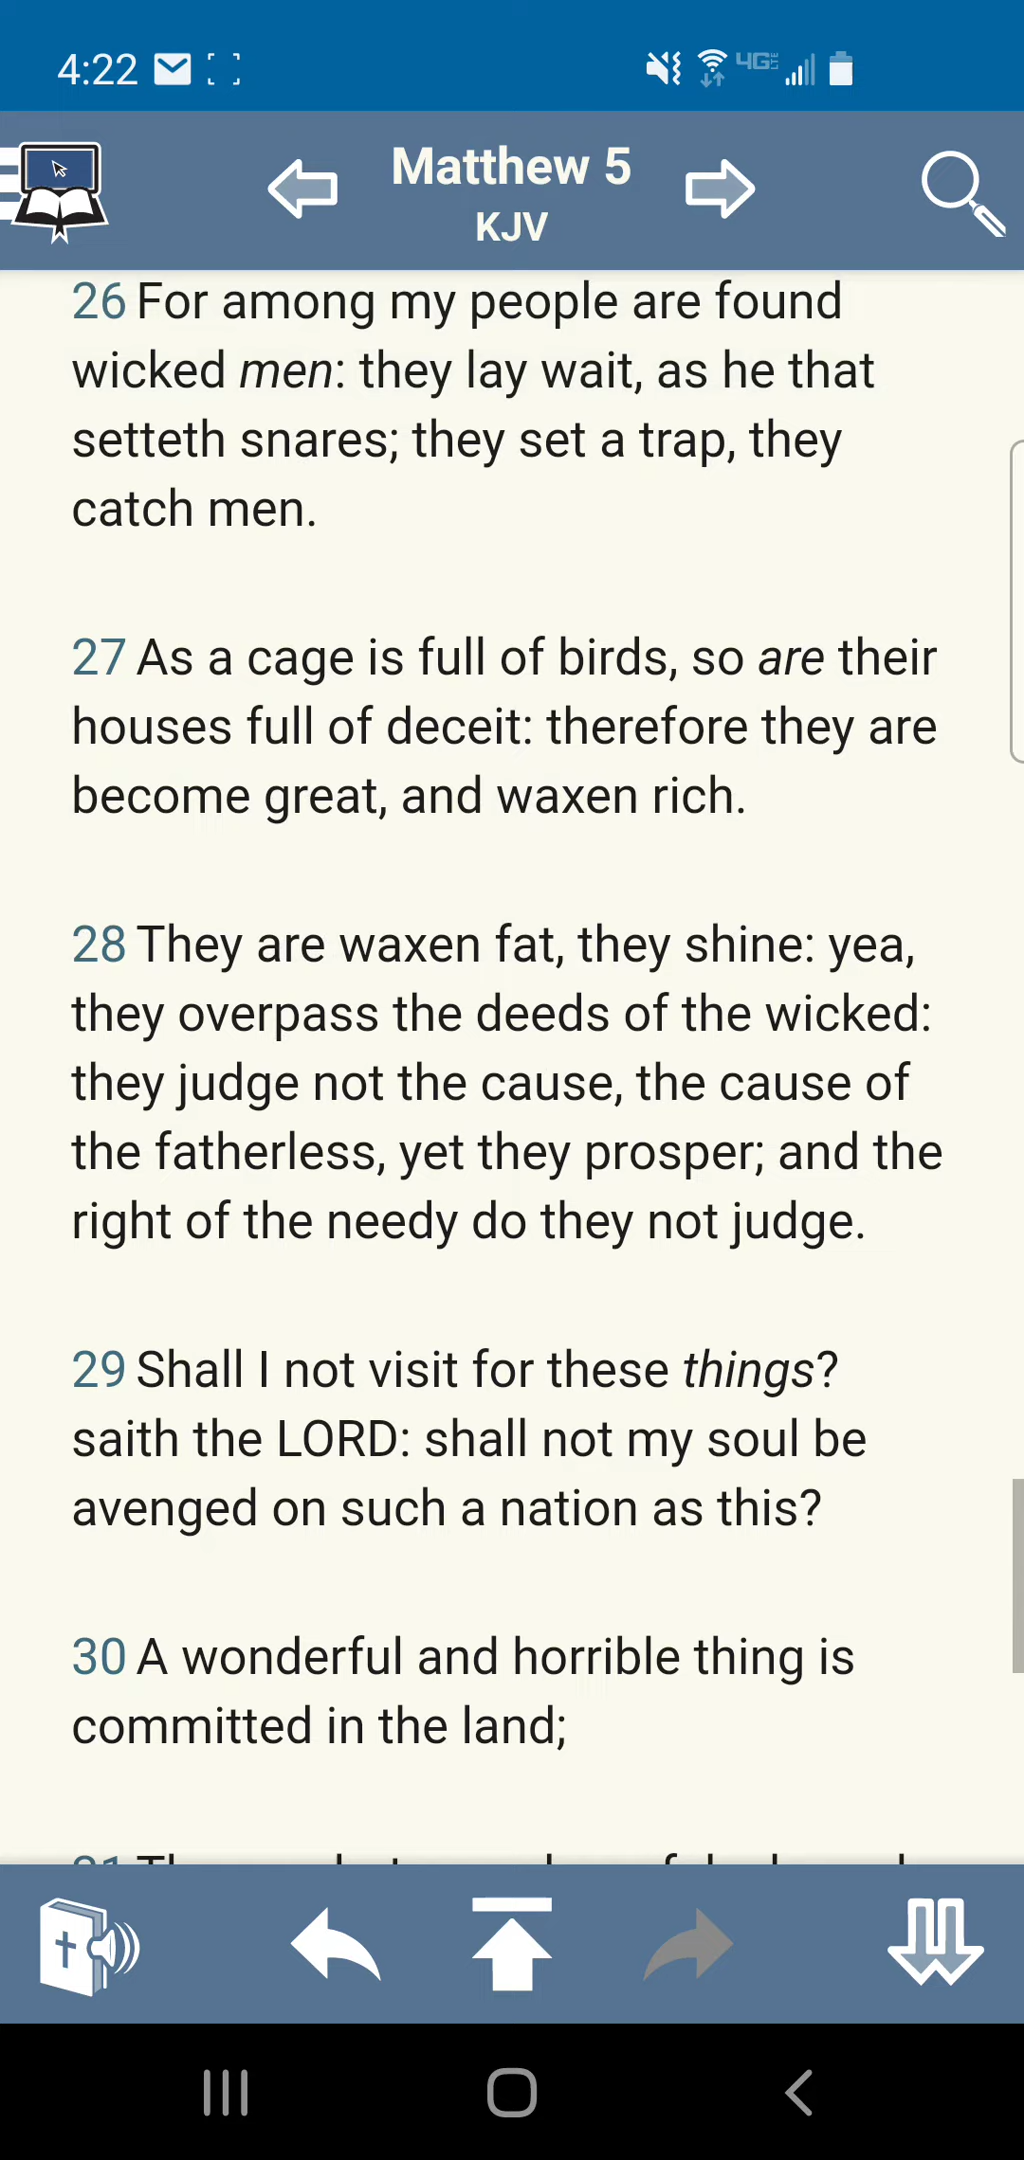 4:22
4G LTE
Matthew 5
KJV
26 For among my people are found
wicked men: they lay wait, as he that
setteth snares; they set a trap, they
catch men.
27 As a cage is full of birds, so are their
houses full of deceit: therefore they are
become great, and waxen rich.
28 They are waxen fat, they shine: yea,
they overpass the deeds of the wicked:
they judge not the cause, the cause of
the fatherless, yet they prosper; and the
right of the needy do they not judge.
29 Shall I not visit for these things?
saith the LORD: shall not my soul be
avenged on such a nation as this?
30 A wonderful and horrible thing is
committed in the land;